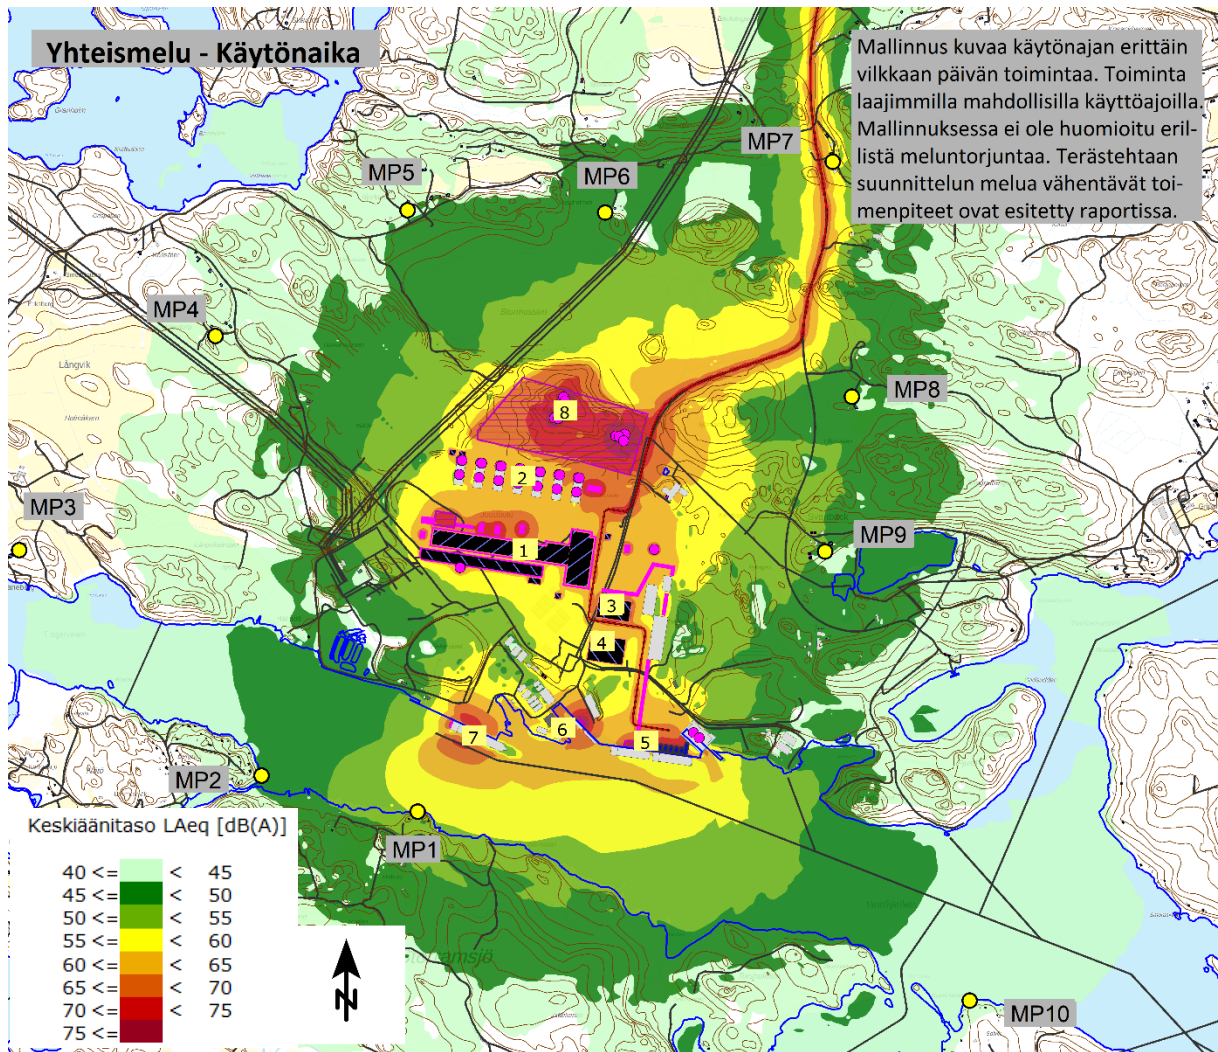 Yhteismelu - Käytönaika
Mallinnus kuvaa käytönajan erittäin
vilkkaan päivän toimintaa. Toiminta
laajimmilla mahdollisilla käyttöajoilla.
Mallinnuksessa ei ole huomioitu eril-
listä meluntorjuntaa. Terästehtaan
suunnittelun melua vähentävät toi-
menpiteet ovat esitetty raportissa.
MP7
MP5
MP6
MP4
Långvik
MP8
8
2
MP3
1
MP9
3
4
7
6
5
MP2
MP1
MP10
Keskiäänitaso LAeq [dB(A)]
40 <= < 45
45 <= < 50
50 <= < 55
55 <= < 60
60 <= < 65
65 <= < 70
70 <= < 75
75 <=
N